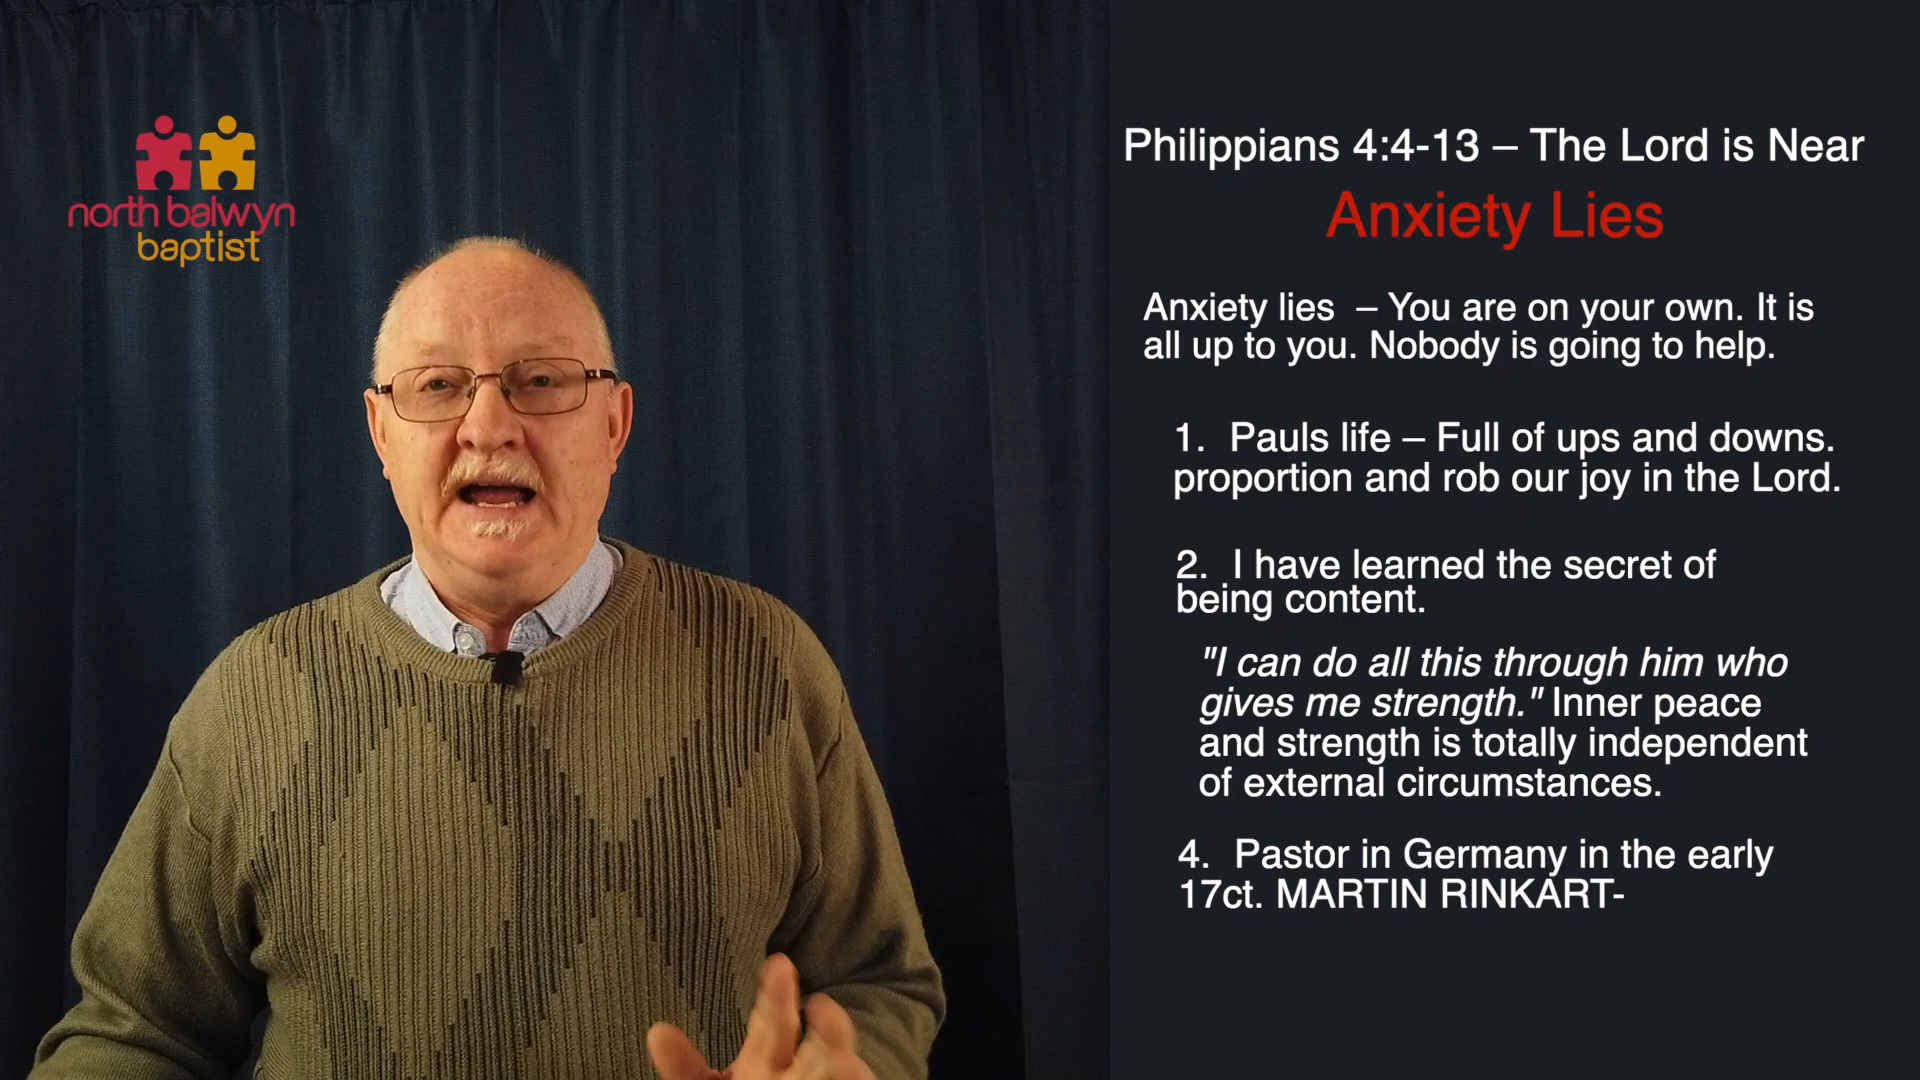 north balwyn
baptist
Philippians 4:4-13 – The Lord is Near
Anxiety Lies
Anxiety lies – You are on your own. It is
all up to you. Nobody is going to help.
1. Pauls life – Full of ups and downs.
proportion and rob our joy in the Lord.
2. I have learned the secret of
being content.
"I can do all this through him who
gives me strength." Inner peace
and strength is totally independent
of external circumstances.
4. Pastor in Germany in the early
17ct. MARTIN RINKART-